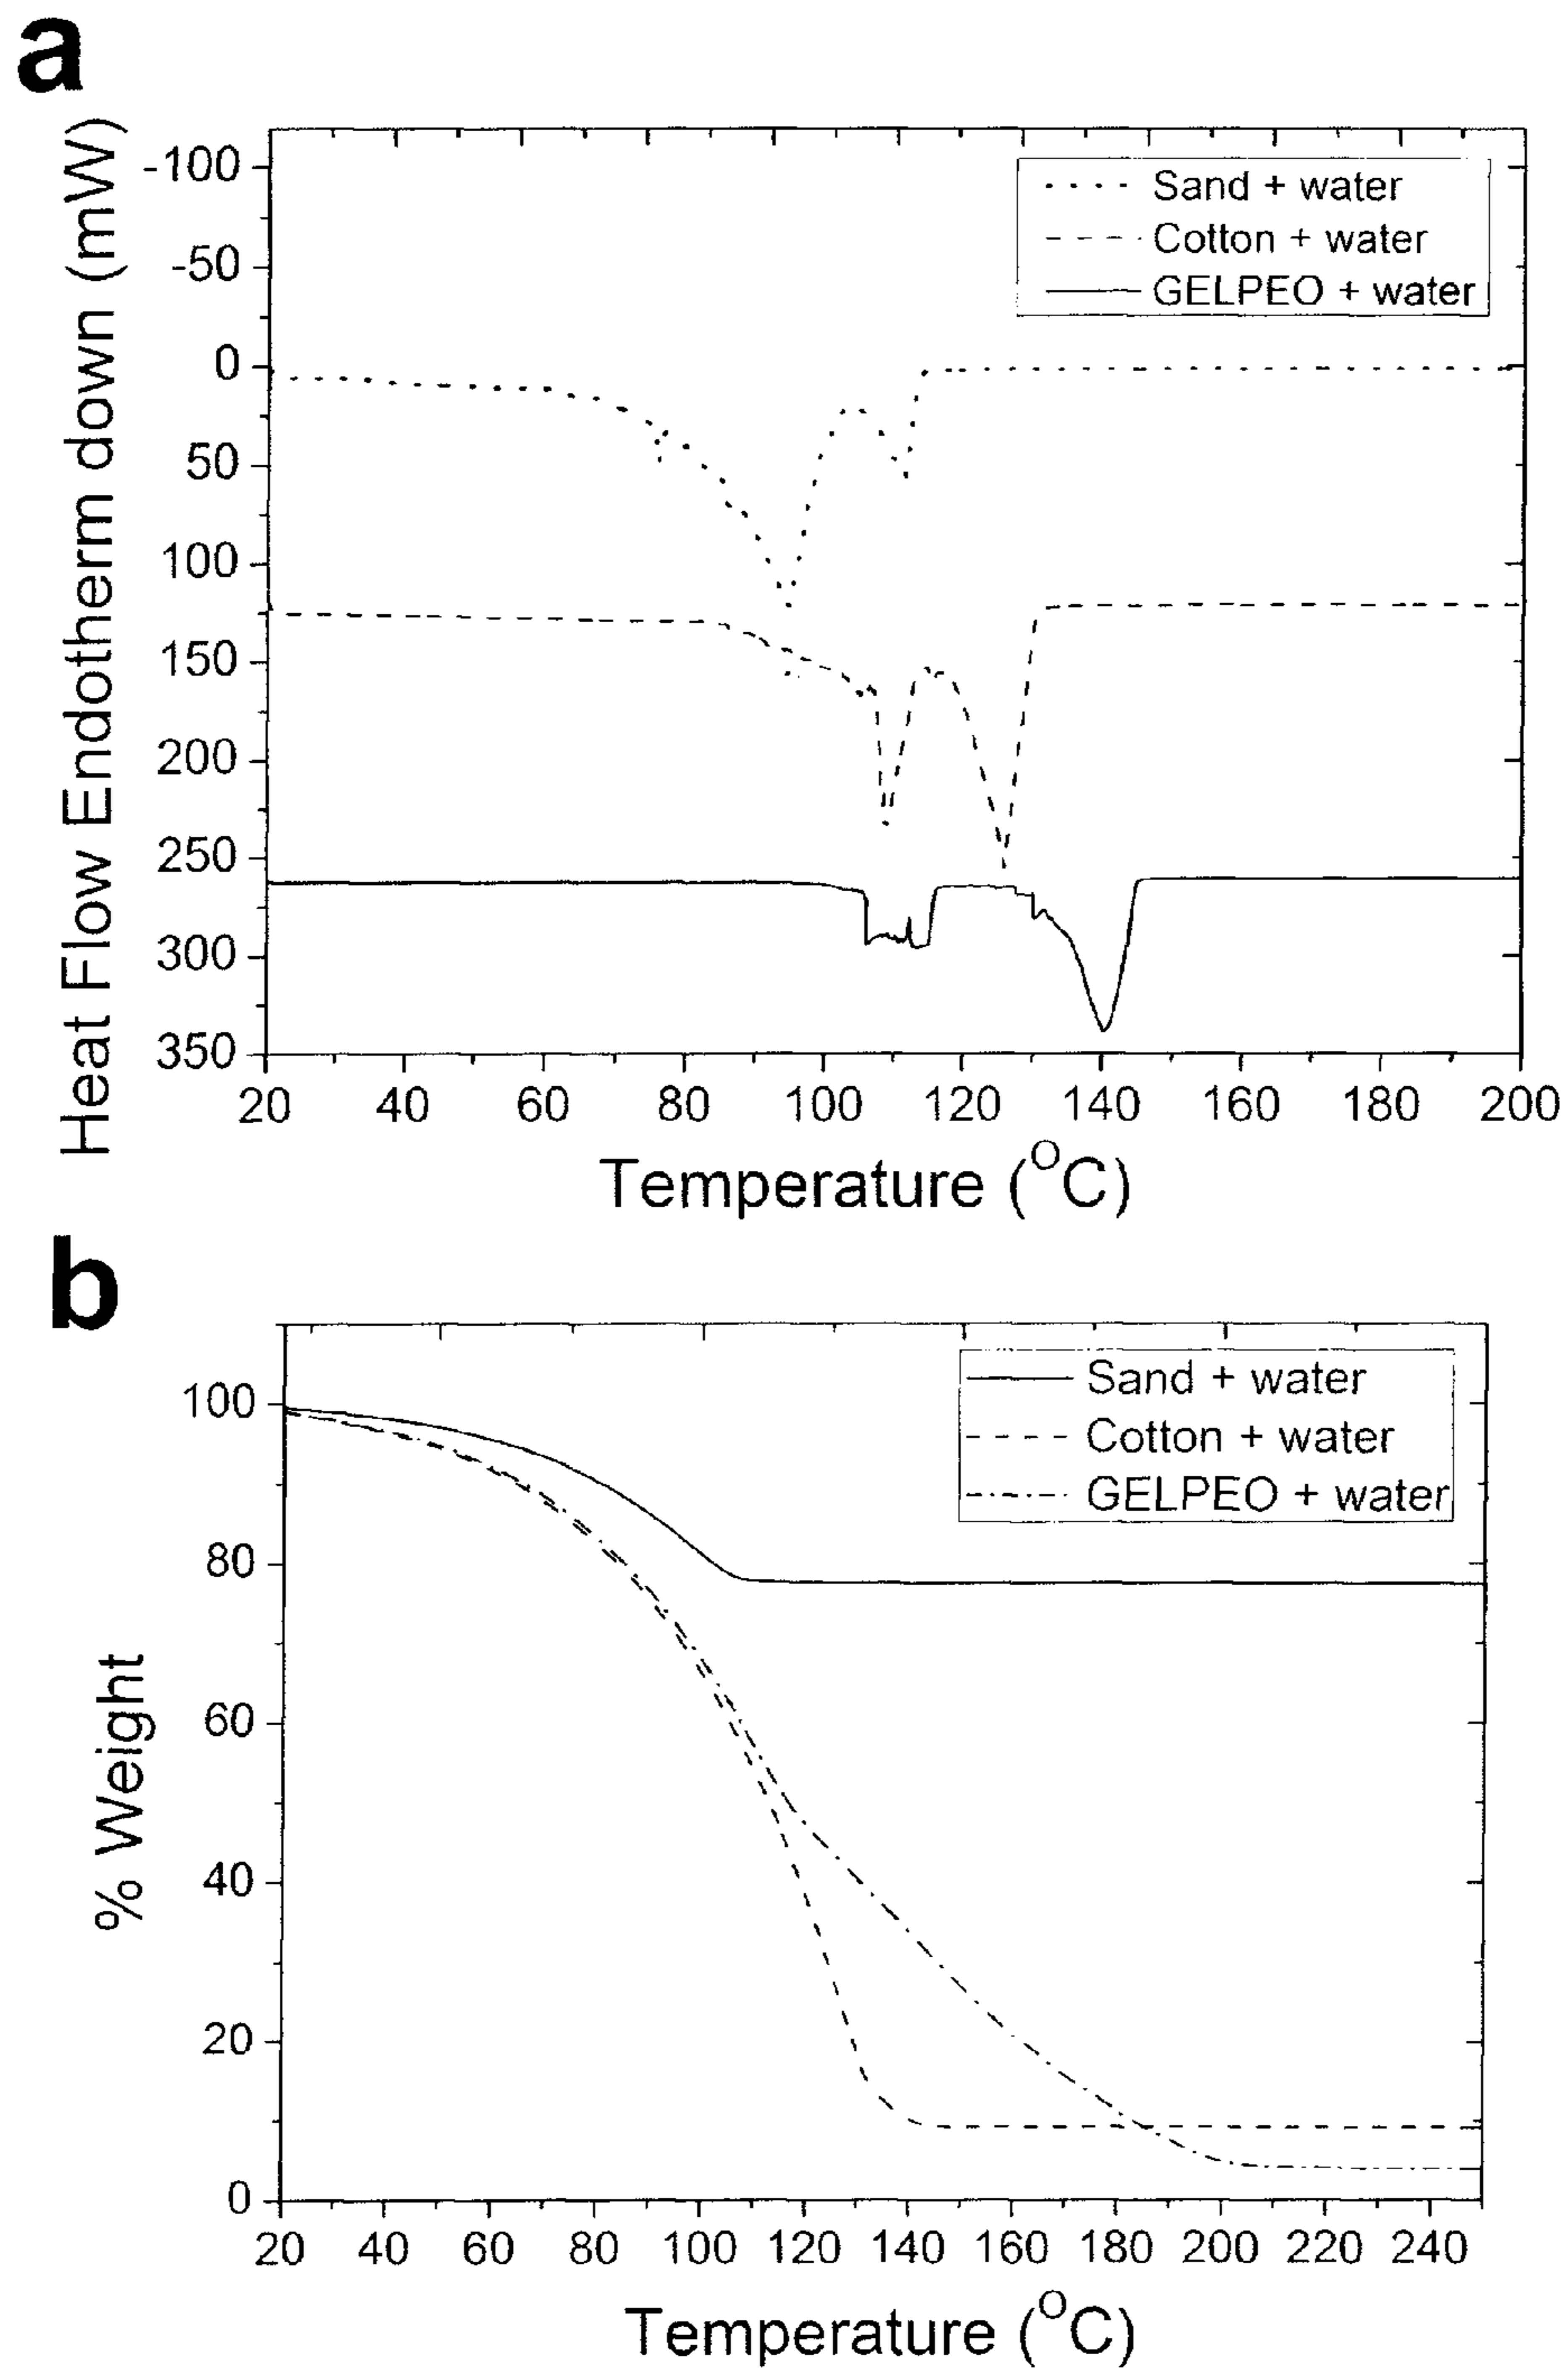 a
Heat Flow Endotherm down (mW)
-100
-50
0
50
100
150
200
250
300
350
Sand + water
Cotton + water
GELPEO + water
20 40 60 80 100 120 140 160 180 200
Temperature (°C)
b
% Weight
100
80
60
40
20
0
Sand + water
Cotton + water
GELPEO + water
20 40 60 80 100 120 140 160 180 200 220 240
Temperature (°C)